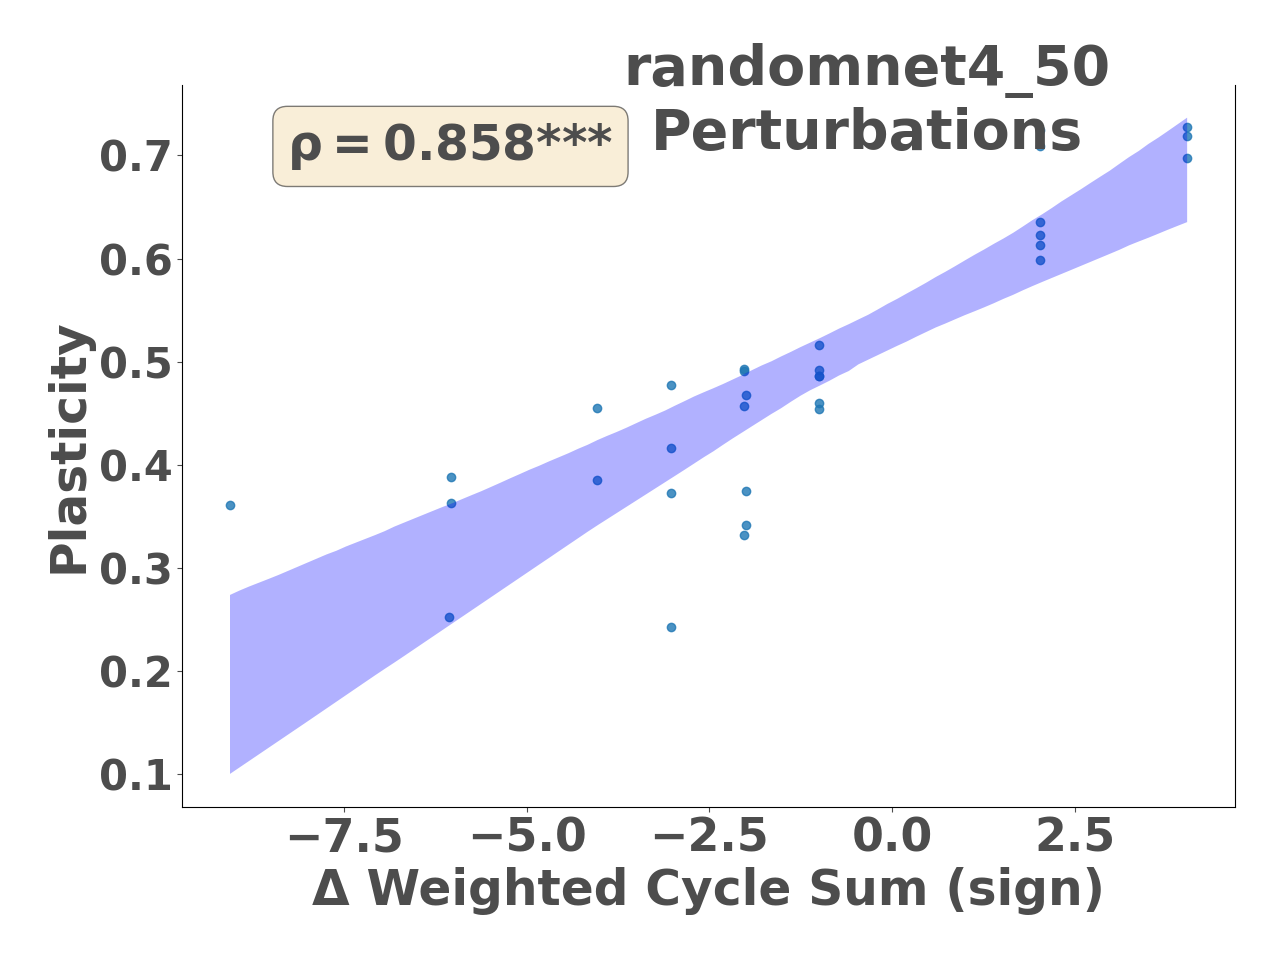 randomnet4_50
Perturbations
ρ = 0.858***
0.7
0.6
0.5
0.4
0.3
0.2
0.1
Plasticity
−7.5 −5.0 −2.5 0.0 2.5
Δ Weighted Cycle Sum (sign)